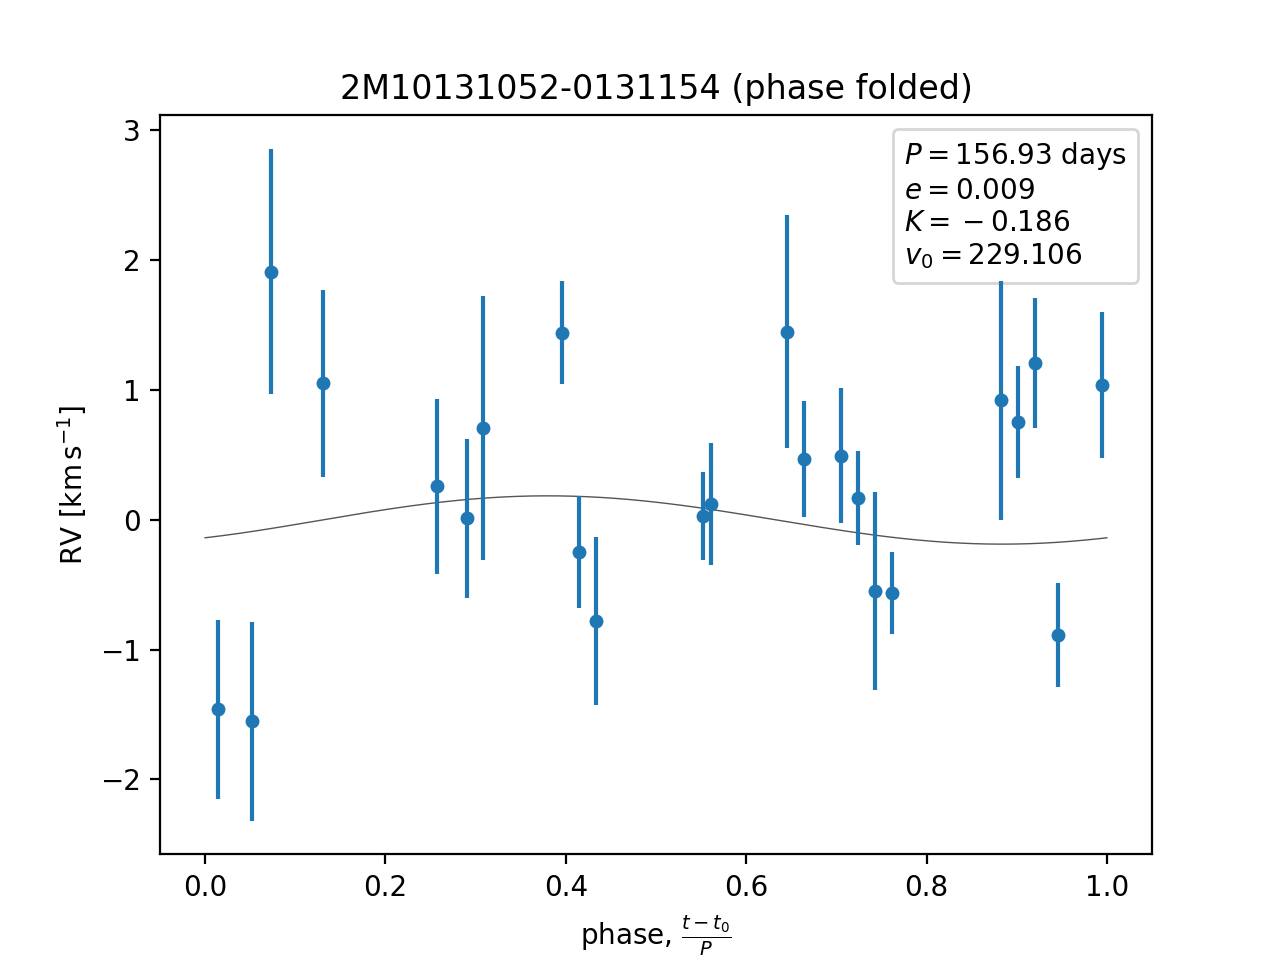 2M10131052-0131154 (phase folded)
P = 156.93 days
e = 0.009
K = −0.186
v₀ = 229.106
3
2
1
0
−1
−2
RV [km s⁻¹]
0.0 0.2 0.4 0.6 0.8 1.0
phase, (t − t₀)/P